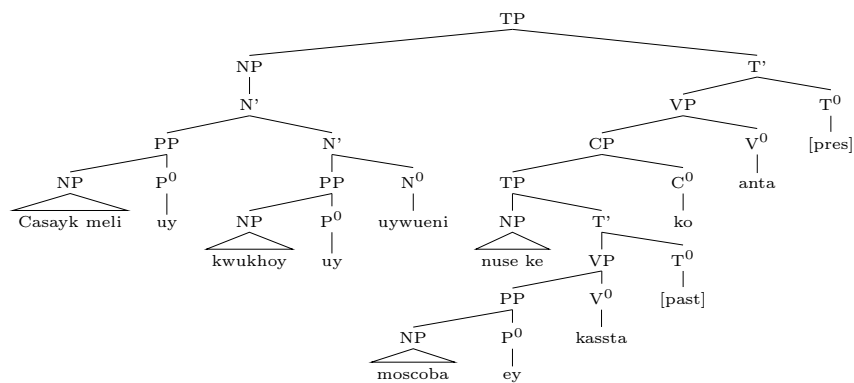 TP
NP T’
N’ VP T⁰
PP N’ CP V⁰ [pres]
NP P⁰ PP N⁰ TP C⁰ anta
Casayk meli uy NP P⁰ uywueni NP T’ ko
kwukhoy uy nuse ke VP T⁰
PP V⁰ [past]
NP P⁰ kassta
moscoba ey